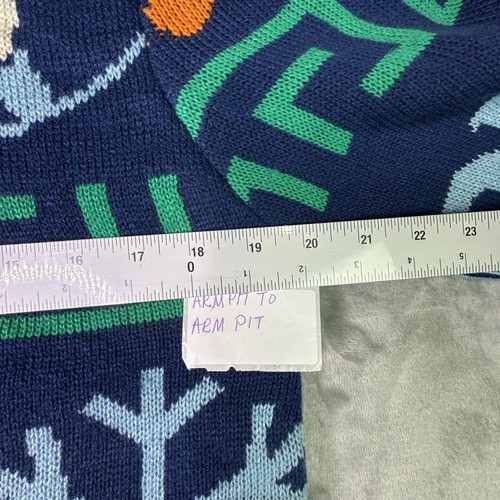 15 16 17 18 19 20 21 22 23
0 1 2 3 4 5
ARMPIT TO
ARM PIT